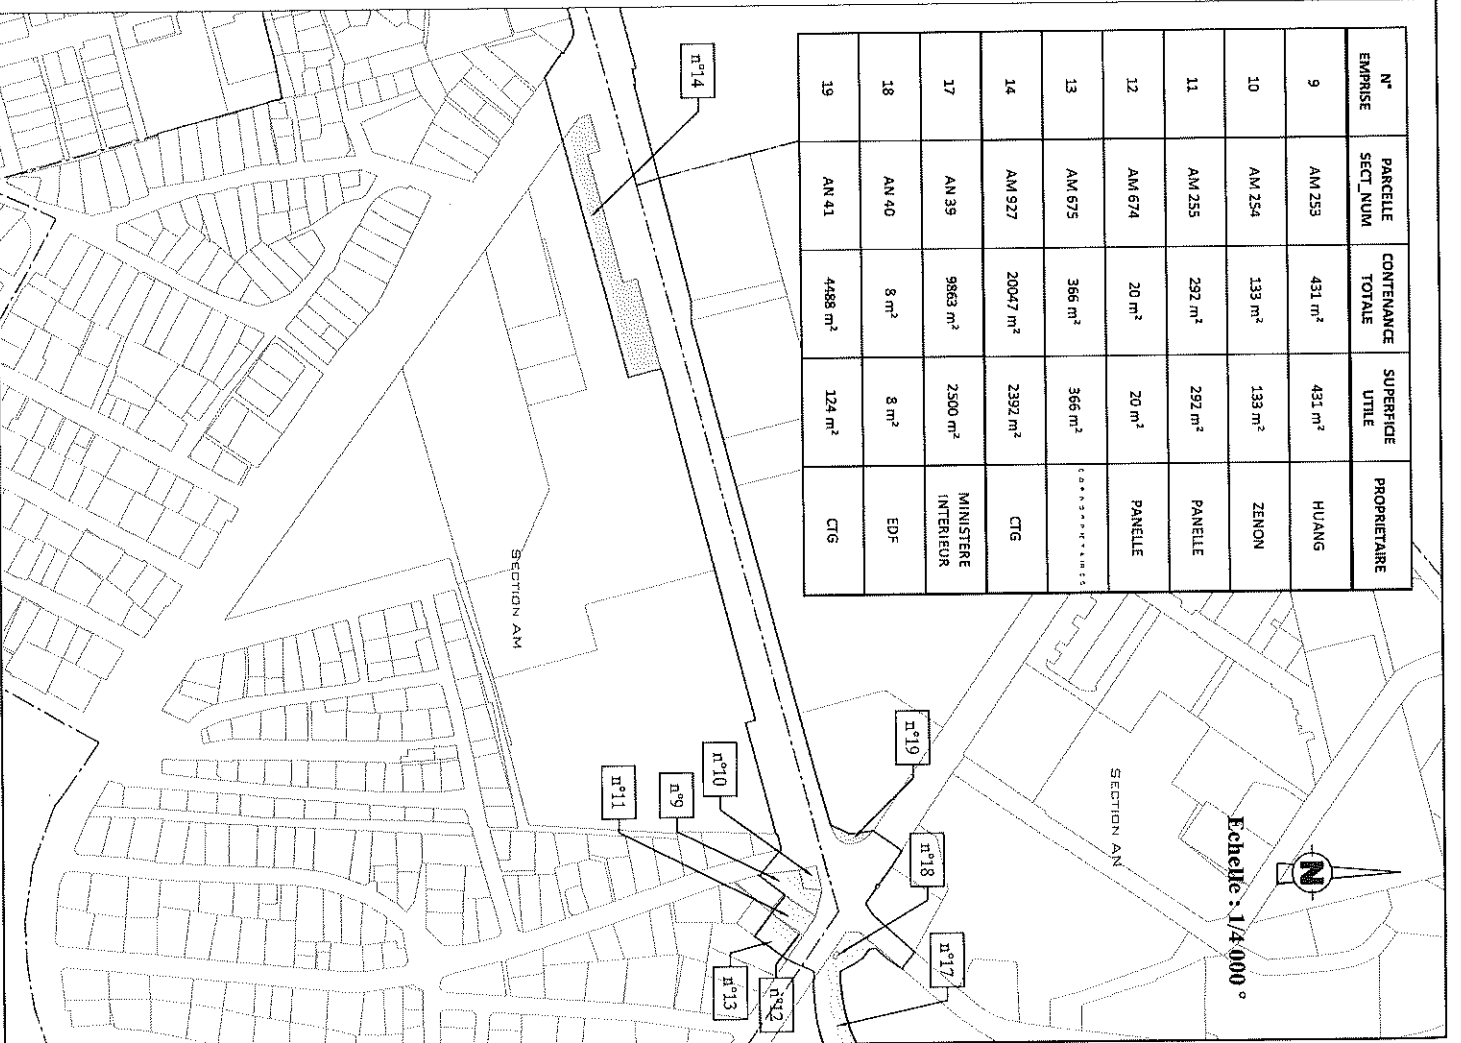 N° EMPRISE PARCELLE SECT_NUM CONTENANCE TOTALE SUPERFICIE UTILE PROPRIETAIRE
9 AM 253 431 m² 431 m² HUANG
10 AM 254 133 m² 133 m² ZENON
11 AM 255 292 m² 292 m² PANELLE
12 AM 674 20 m² 20 m² PANELLE
13 AM 675 366 m² 366 m²
14 AM 927 20047 m² 2392 m² CTG
17 AN 39 9863 m² 2500 m² MINISTERE INTERIEUR
18 AN 40 8 m² 8 m² EDF
19 AN 41 4488 m² 124 m² CTG
N
Echelle : 1/4 000 °
SECTION AN
SECTION AM
n°14
n°19
n°18
n°17
n°10
n°9
n°11
n°12
n°13